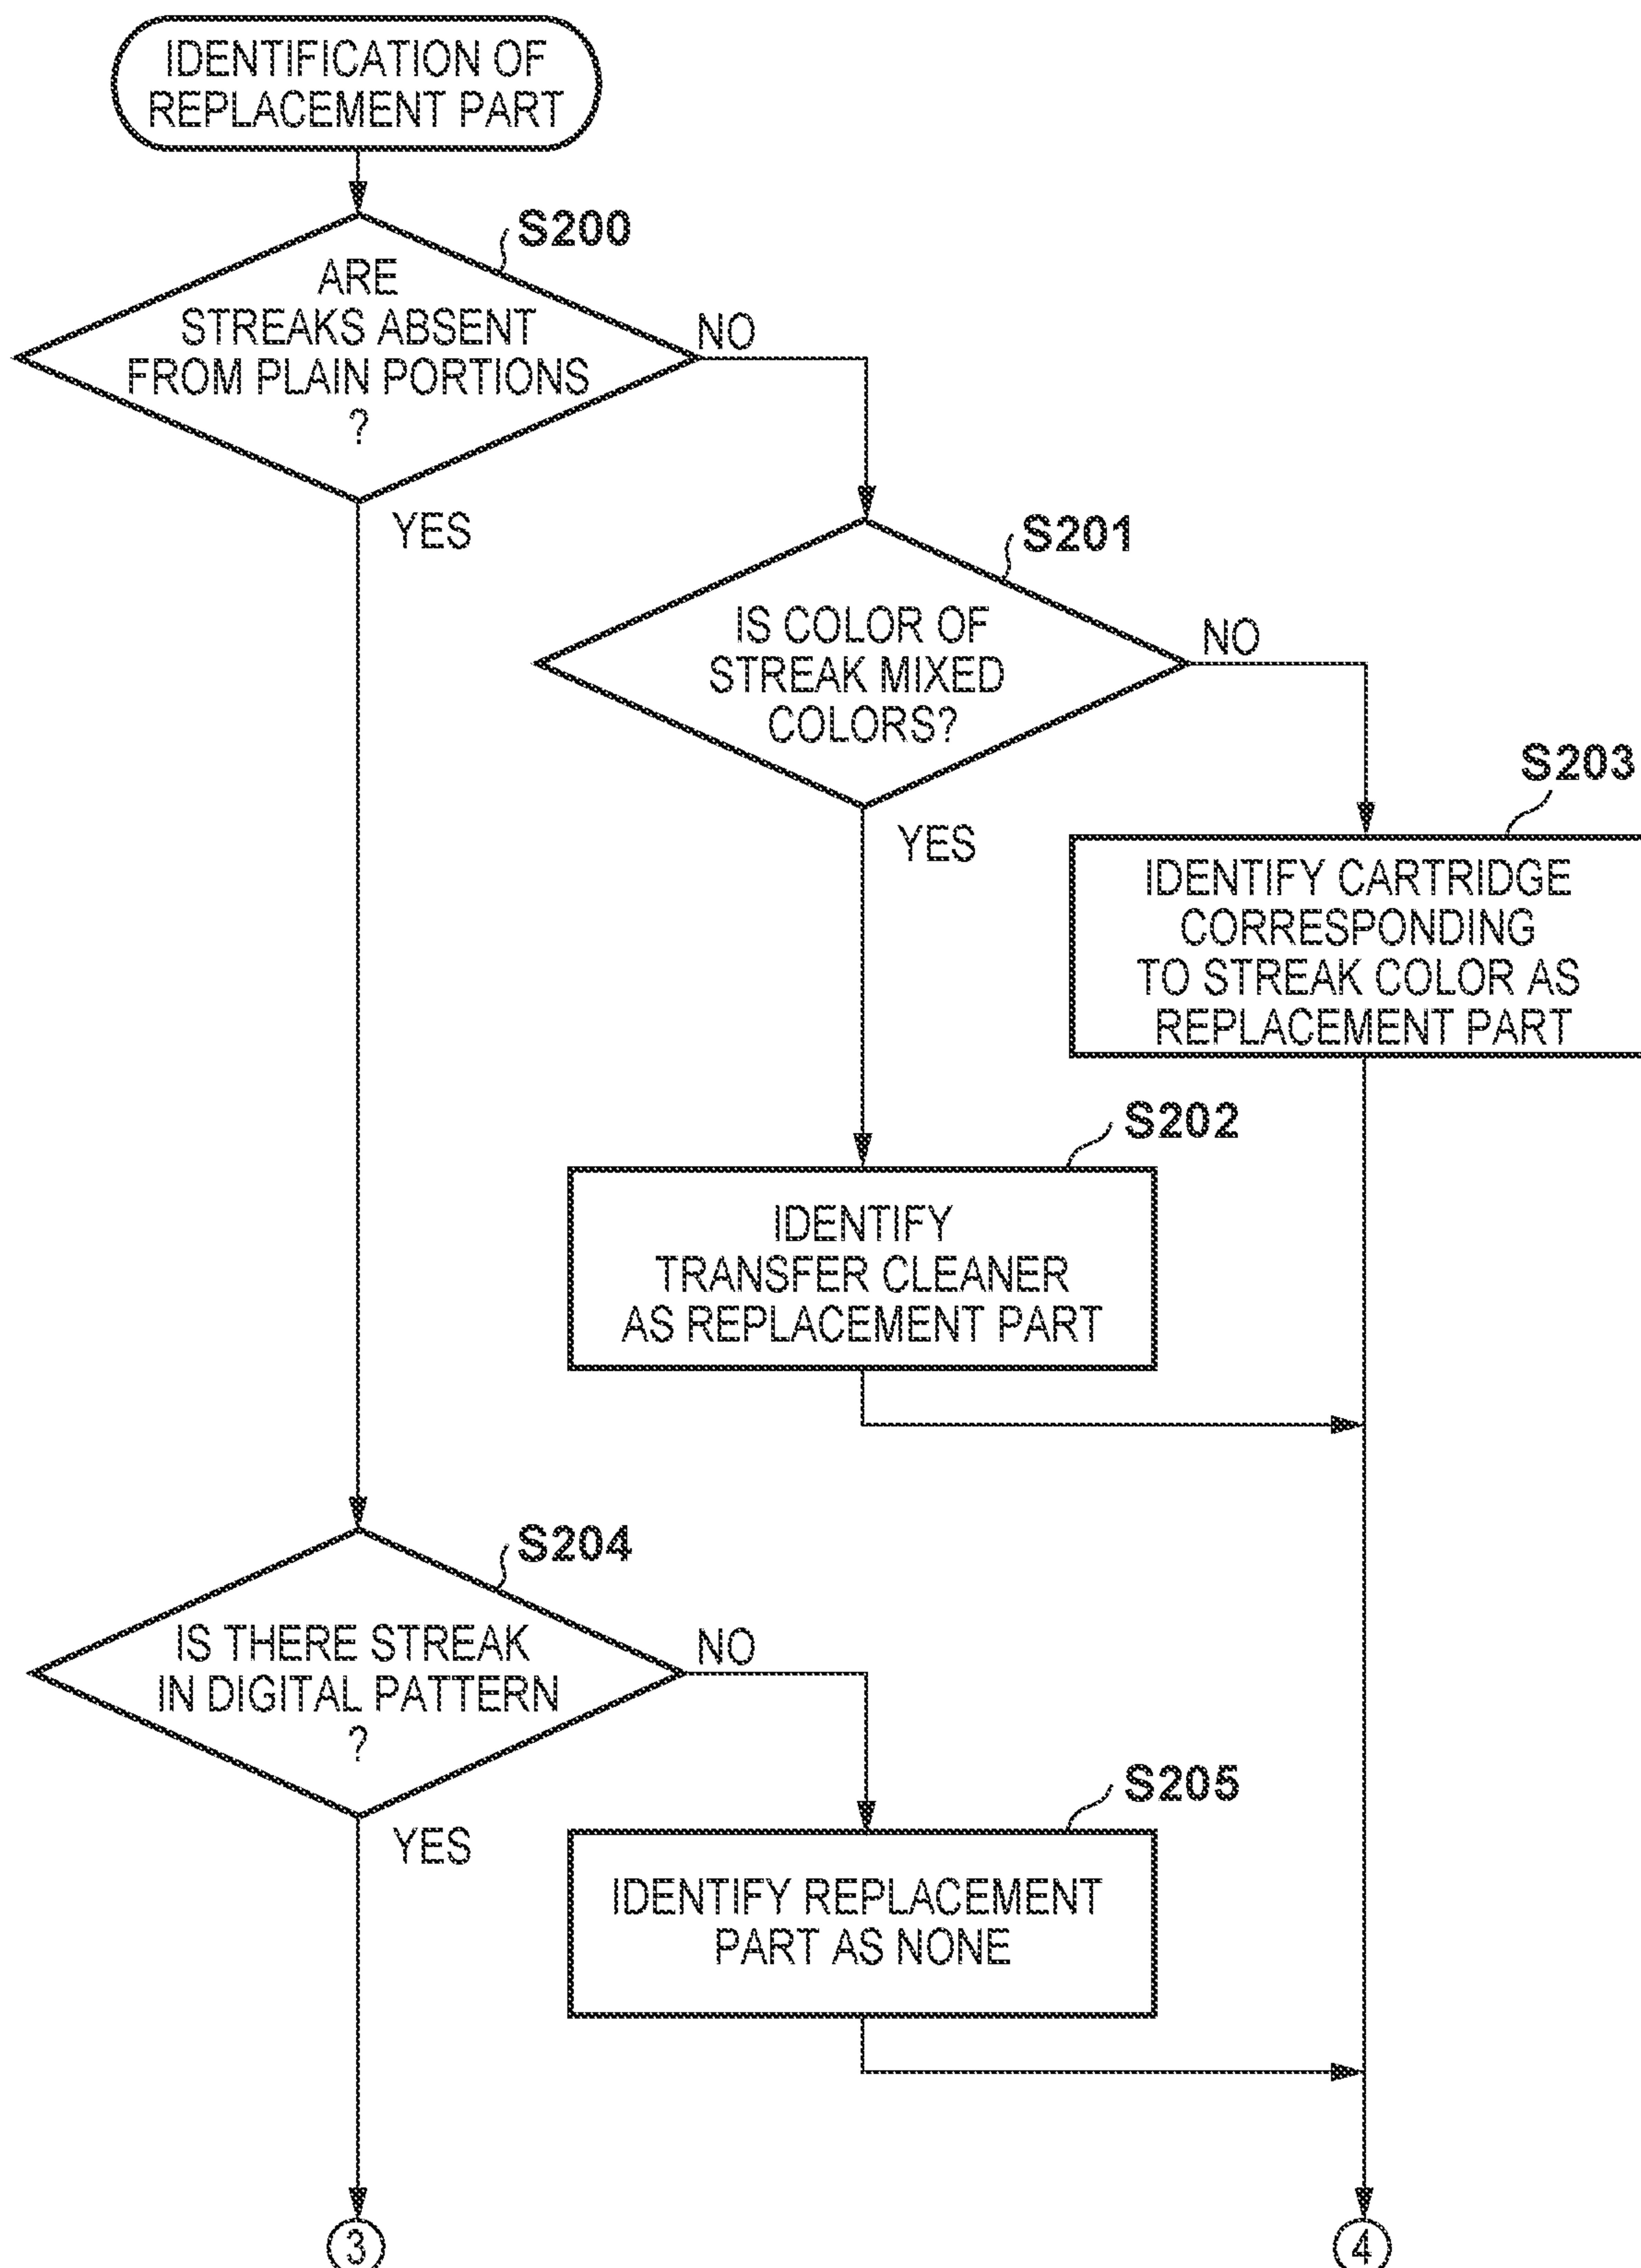 IDENTIFICATION OF
REPLACEMENT PART
S200
ARE
STREAKS ABSENT
FROM PLAIN PORTIONS
?
NO
YES
S201
IS COLOR OF
STREAK MIXED
COLORS?
NO
YES
S203
IDENTIFY CARTRIDGE
CORRESPONDING
TO STREAK COLOR AS
REPLACEMENT PART
S202
IDENTIFY
TRANSFER CLEANER
AS REPLACEMENT PART
S204
IS THERE STREAK
IN DIGITAL PATTERN
?
NO
YES
S205
IDENTIFY REPLACEMENT
PART AS NONE
3
4